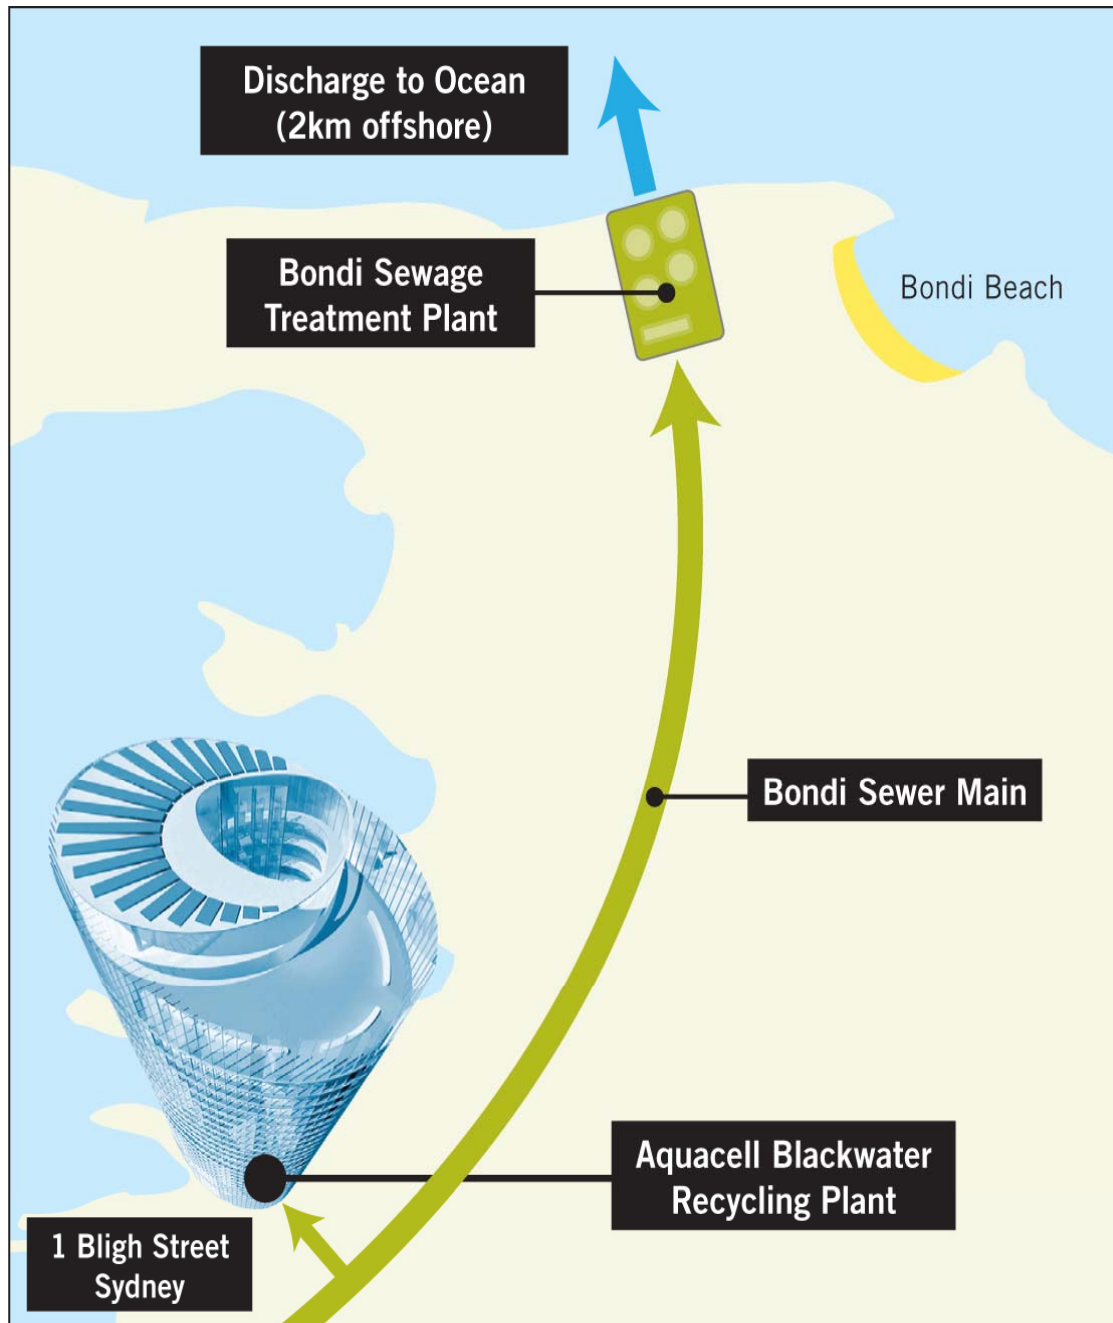 Discharge to Ocean
(2km offshore)
Bondi Sewage
Treatment Plant
Bondi Beach
Bondi Sewer Main
Aquacell Blackwater
Recycling Plant
1 Bligh Street
Sydney